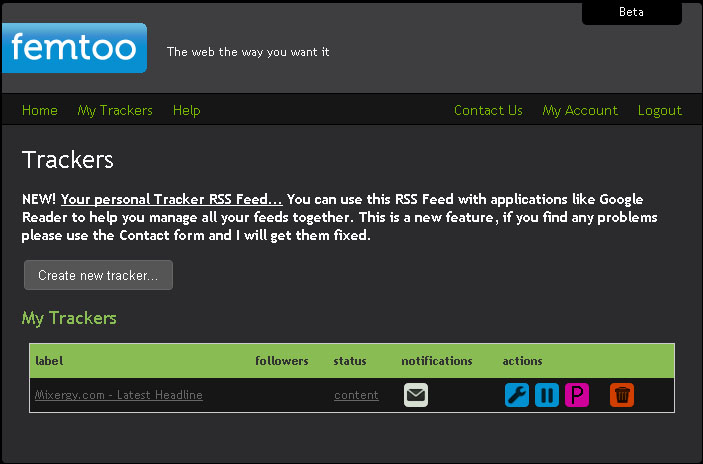 Beta
femtoo
The web the way you want it
Home My Trackers Help Contact Us My Account Logout
Trackers
NEW! Your personal Tracker RSS Feed... You can use this RSS Feed with applications like Google
Reader to help you manage all your feeds together. This is a new feature, if you find any problems
please use the Contact form and I will get them fixed.
Create new tracker...
My Trackers
label followers status notifications actions
Mixergy.com - Latest Headline content P